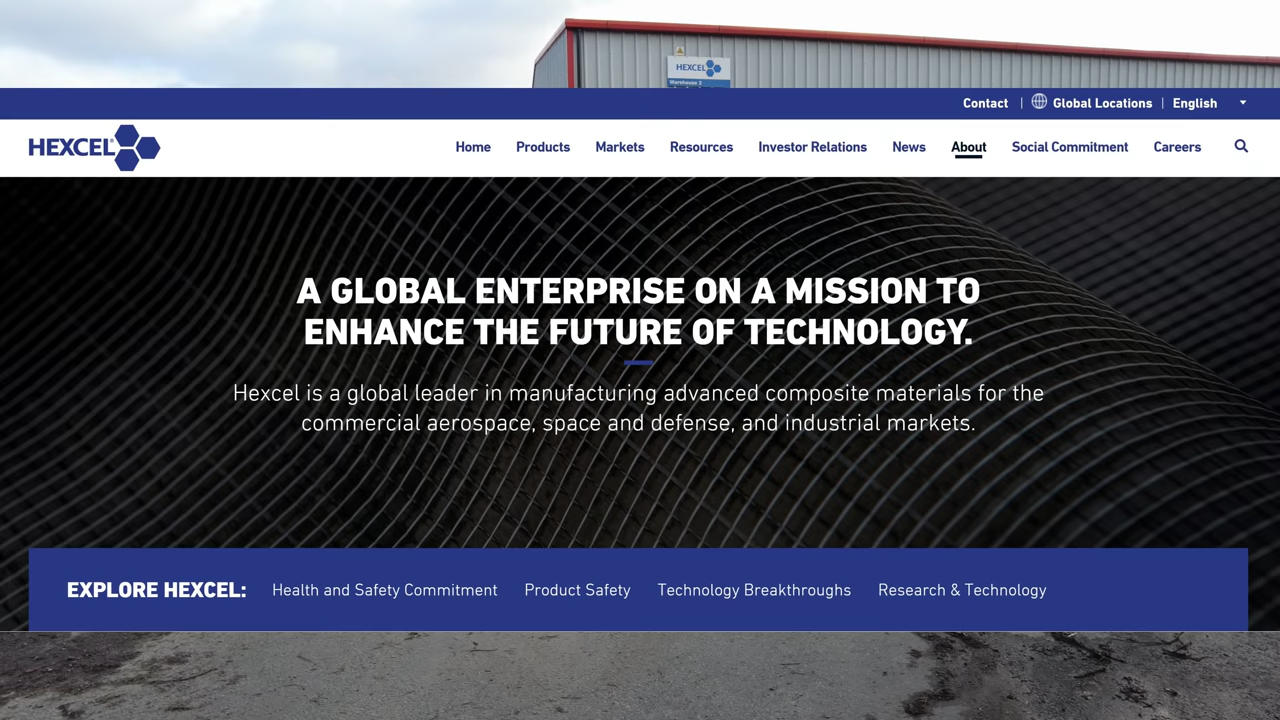 HEXCEL
Warehouse 2
Contact | Global Locations | English
HEXCEL
Home Products Markets Resources Investor Relations News About Social Commitment Careers
A GLOBAL ENTERPRISE ON A MISSION TO
ENHANCE THE FUTURE OF TECHNOLOGY.
Hexcel is a global leader in manufacturing advanced composite materials for the
commercial aerospace, space and defense, and industrial markets.
EXPLORE HEXCEL: Health and Safety Commitment Product Safety Technology Breakthroughs Research & Technology